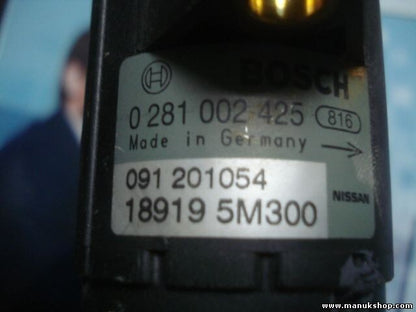 BOSCH
0 281 002 425 816
Made in Germany
091 201054
18919 5M300 NISSAN
www.manukshop.com